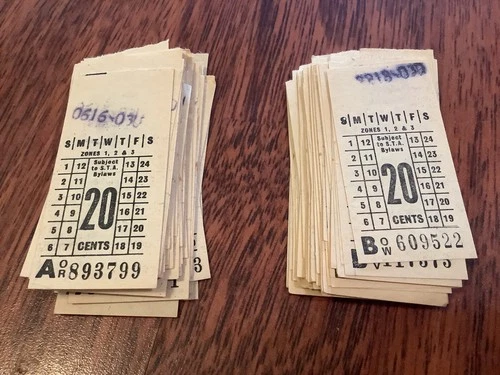 S M T W T F S
ZONES 1, 2 & 3
1 12 Subject to S.T.A. Bylaws 13 24
2 11 14 23
3 10 15 22
4 9 20 16 21
5 8 17 20
6 7 CENTS 18 19
A OR 893799
3
S M T W T F S
ZONES 1, 2 & 3
1 12 Subject to S.T.A. Bylaws 13 24
2 11 14 23
3 10 15 22
4 9 20 16 21
5 8 17 20
6 7 CENTS 18 19
B OW 609522